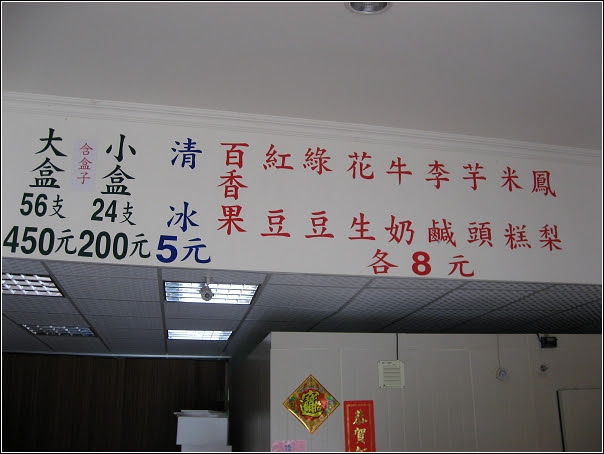 鳳梨
米糕
芋頭
李鹹
牛奶
花生
綠豆
紅豆
百香果
各8元
清冰
5元
小盒
24支
200元
含盒子
大盒
56支
450元
恭賀